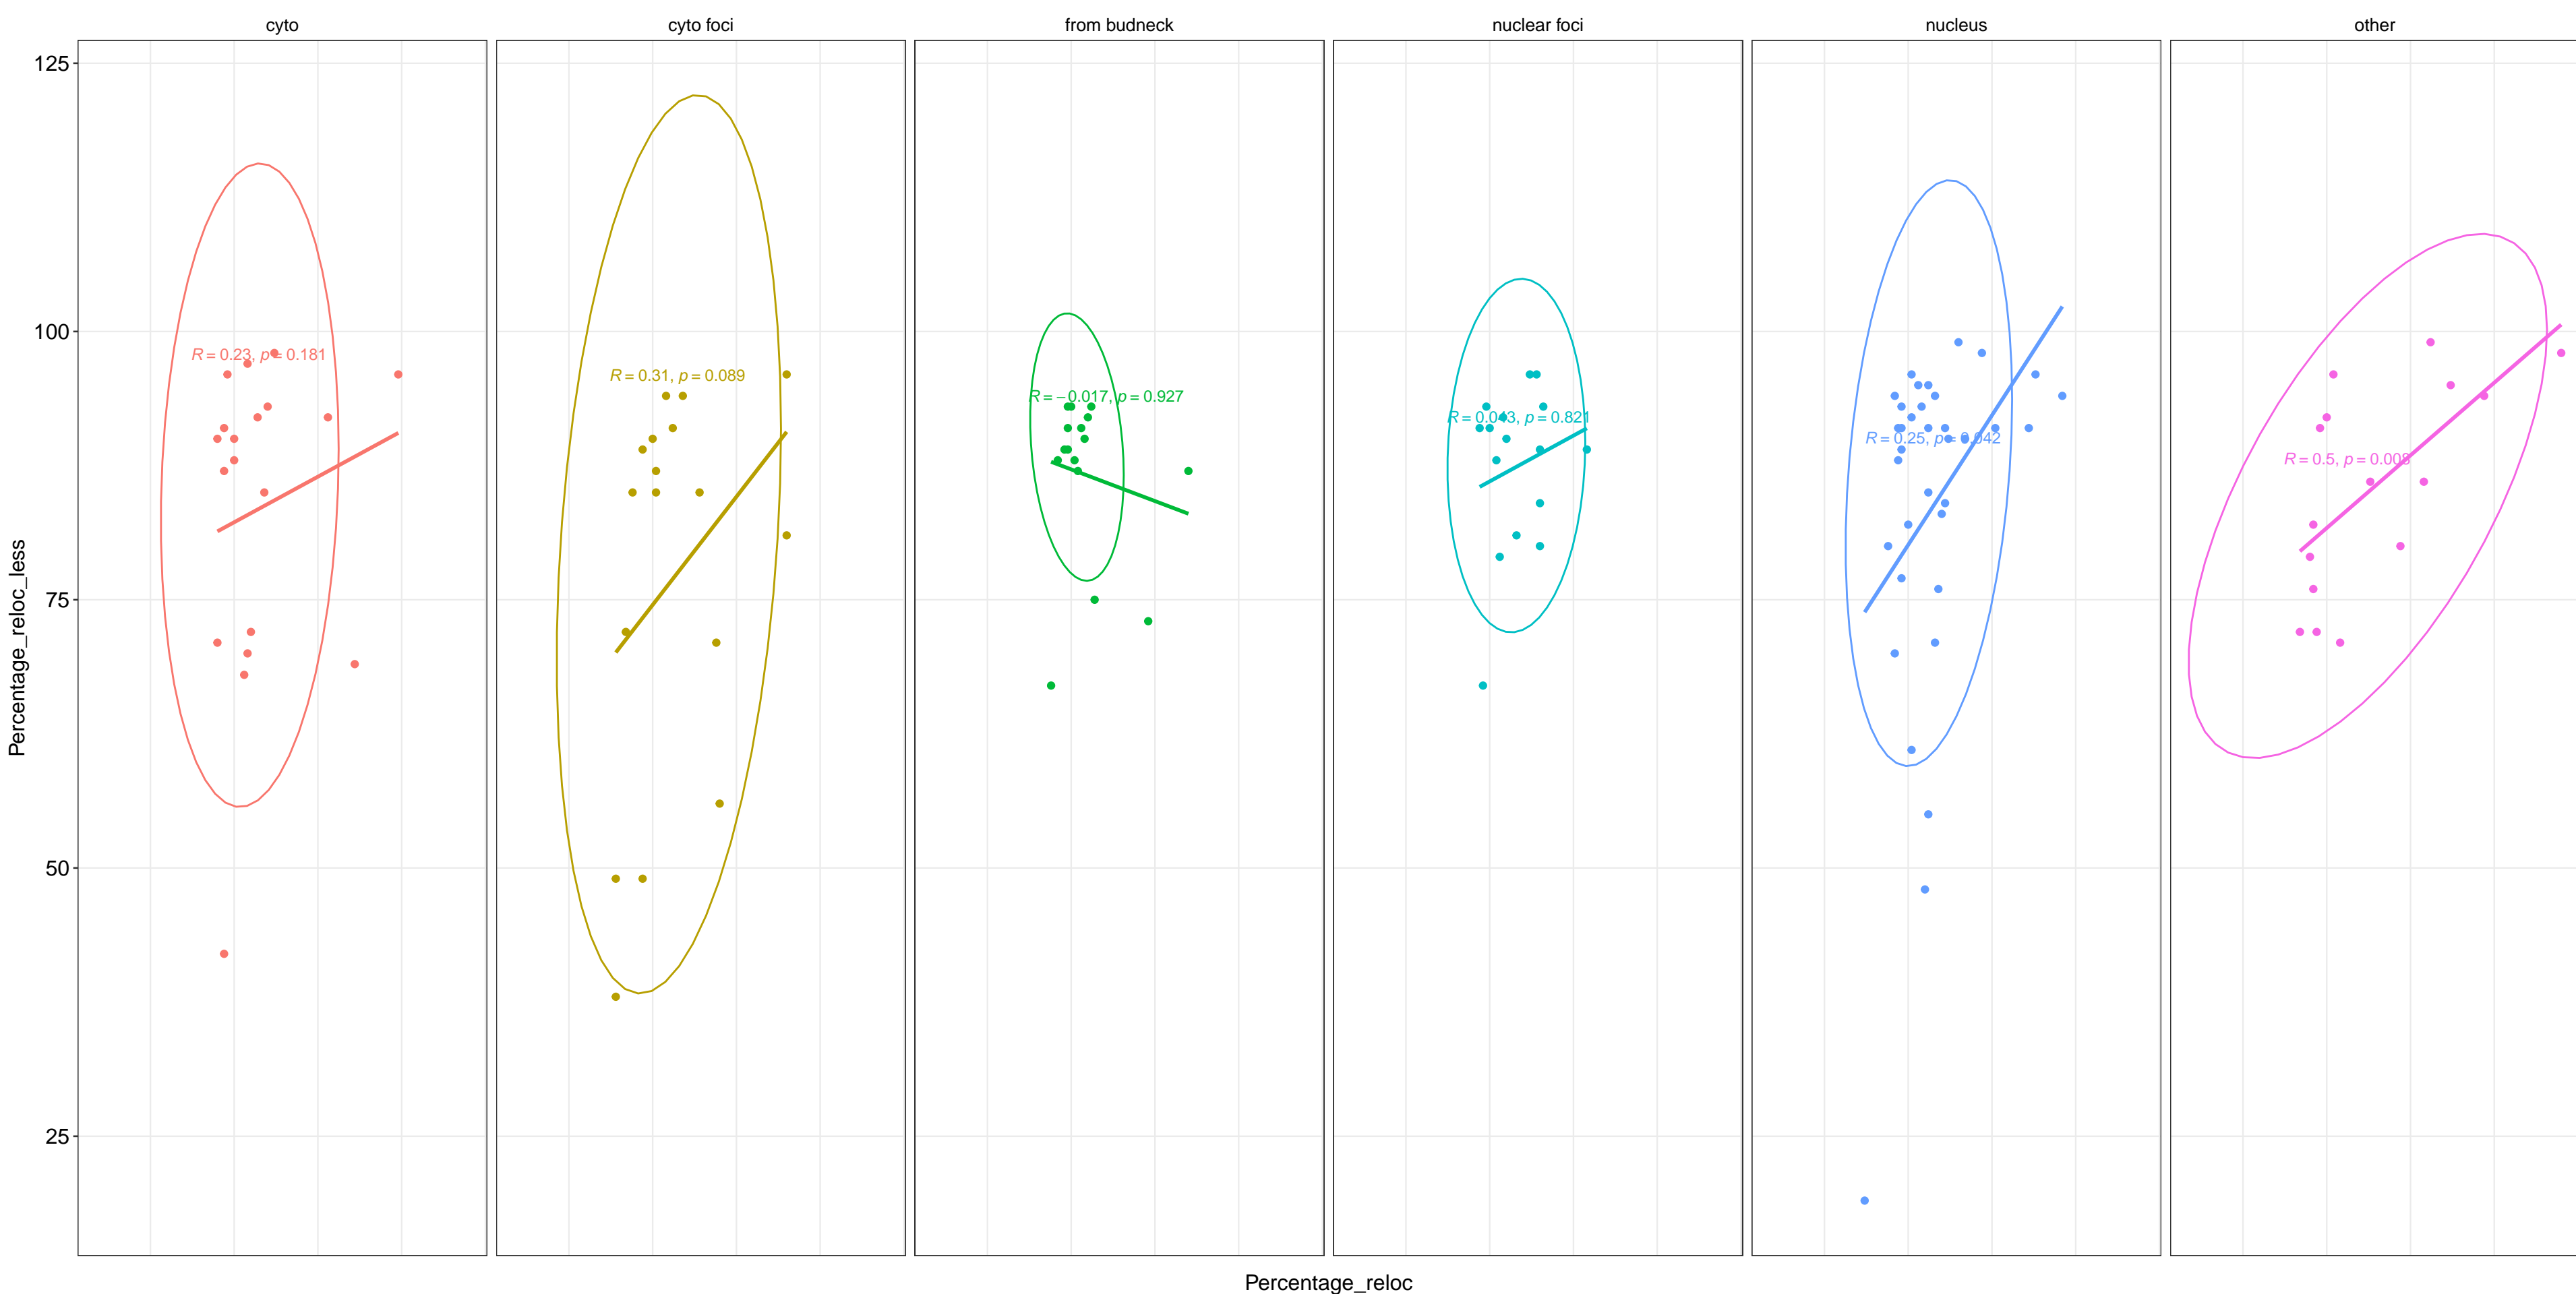 cyto cyto foci from budneck nuclear foci nucleus other
125
100
75
50
25
Percentage_reloc_less
R = 0.23, p = 0.181
R = 0.31, p = 0.089
R = −0.017, p = 0.927
R = 0.043, p = 0.821
R = 0.25, p = 0.042
R = 0.5, p = 0.008
Percentage_reloc